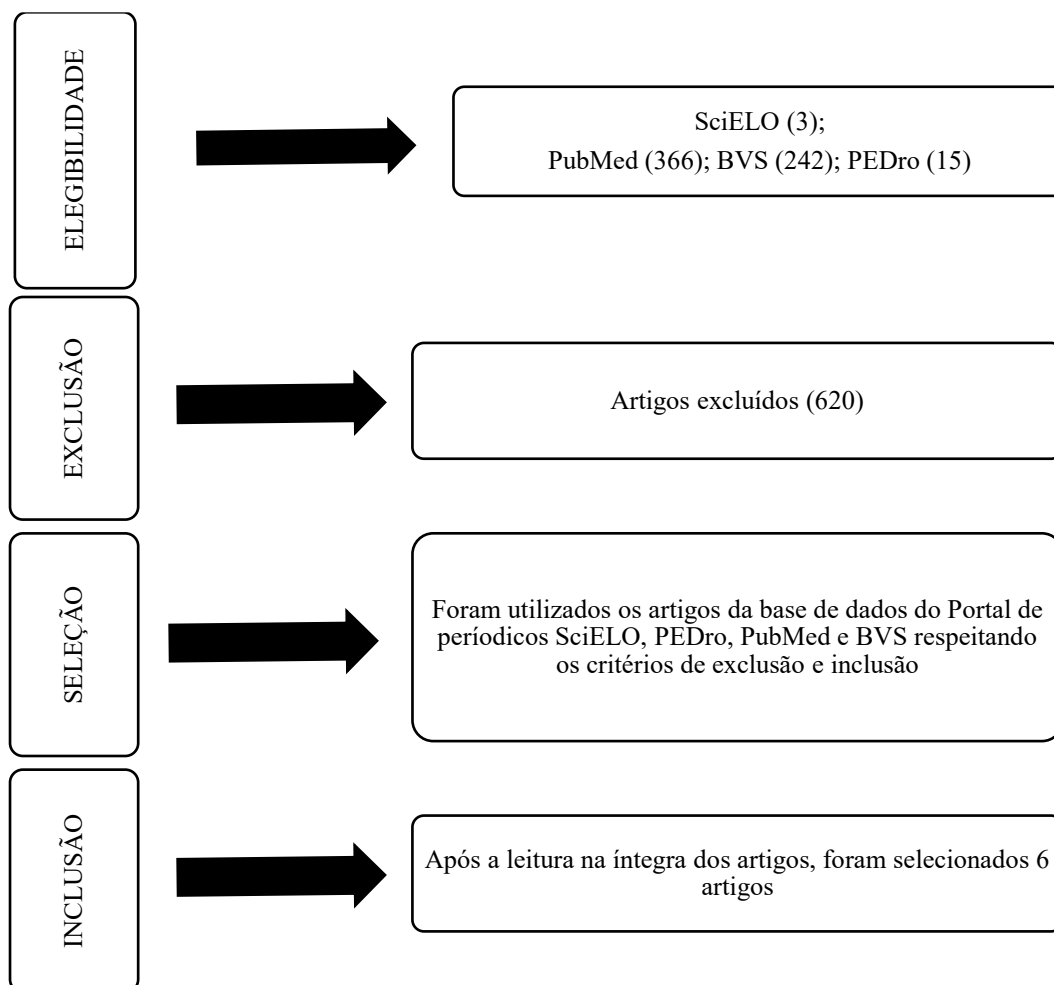 ELEGIBILIDADE
SciELO (3);
PubMed (366); BVS (242); PEDro (15)
EXCLUSÃO
Artigos excluídos (620)
SELEÇÃO
Foram utilizados os artigos da base de dados do Portal de
períodicos SciELO, PEDro, PubMed e BVS respeitando
os critérios de exclusão e inclusão
INCLUSÃO
Após a leitura na íntegra dos artigos, foram selecionados 6
artigos